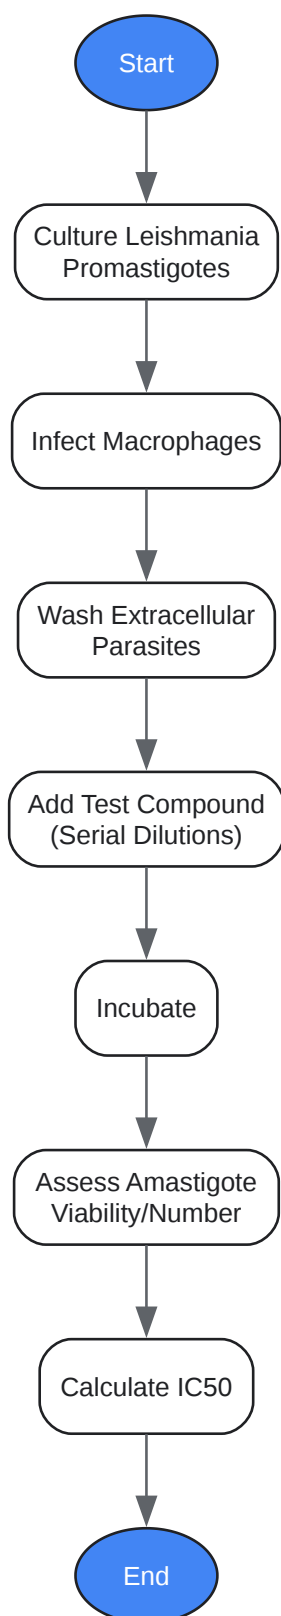 Start
Culture Leishmania
Promastigotes
Infect Macrophages
Wash Extracellular
Parasites
Add Test Compound
(Serial Dilutions)
Incubate
Assess Amastigote
Viability/Number
Calculate IC50
End